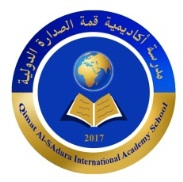 مدرسة أكاديمية قمة الصدارة الدولية
2017
Qimat Al-SAdara International Academy School